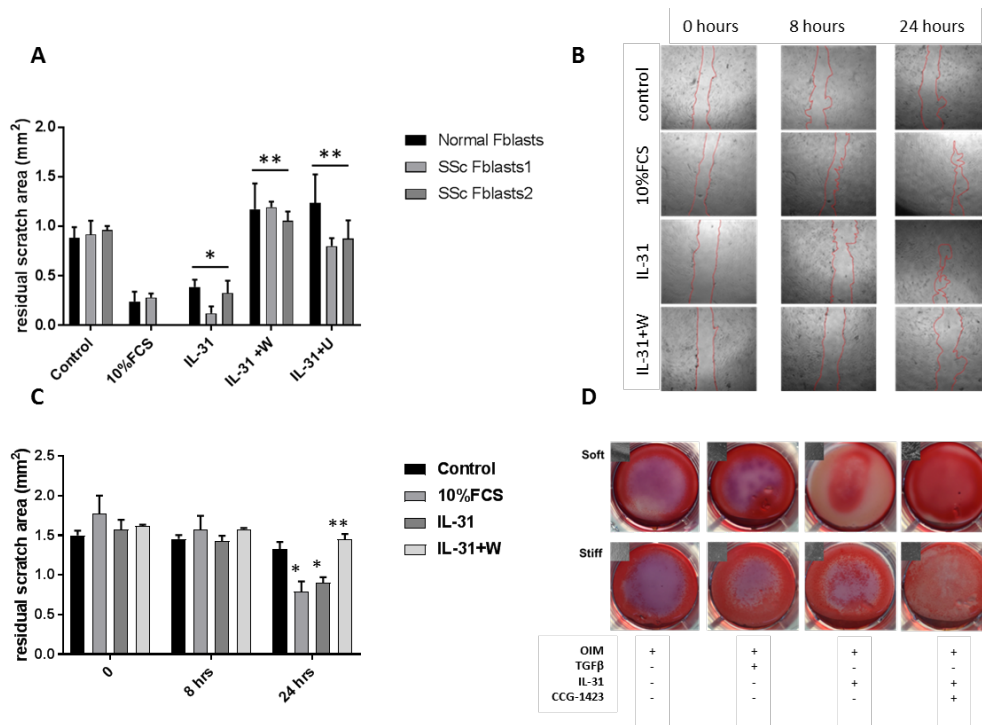 A
residual scratch area (mm²)
2.0
1.5
1.0
0.5
0.0
*
**
**
Control
10%FCS
IL-31
IL-31 +W
IL-31+U
Normal Fblasts
SSc Fblasts1
SSc Fblasts2
B
0 hours
8 hours
24 hours
control
10%FCS
IL-31
IL-31+W
C
residual scratch area (mm²)
2.5
2.0
1.5
1.0
0.5
0.0
*
*
**
0
8 hrs
24 hrs
Control
10%FCS
IL-31
IL-31+W
D
Soft
Stiff
OIM + + + +
TGFβ - + - -
IL-31 - - + +
CCG-1423 - - - +